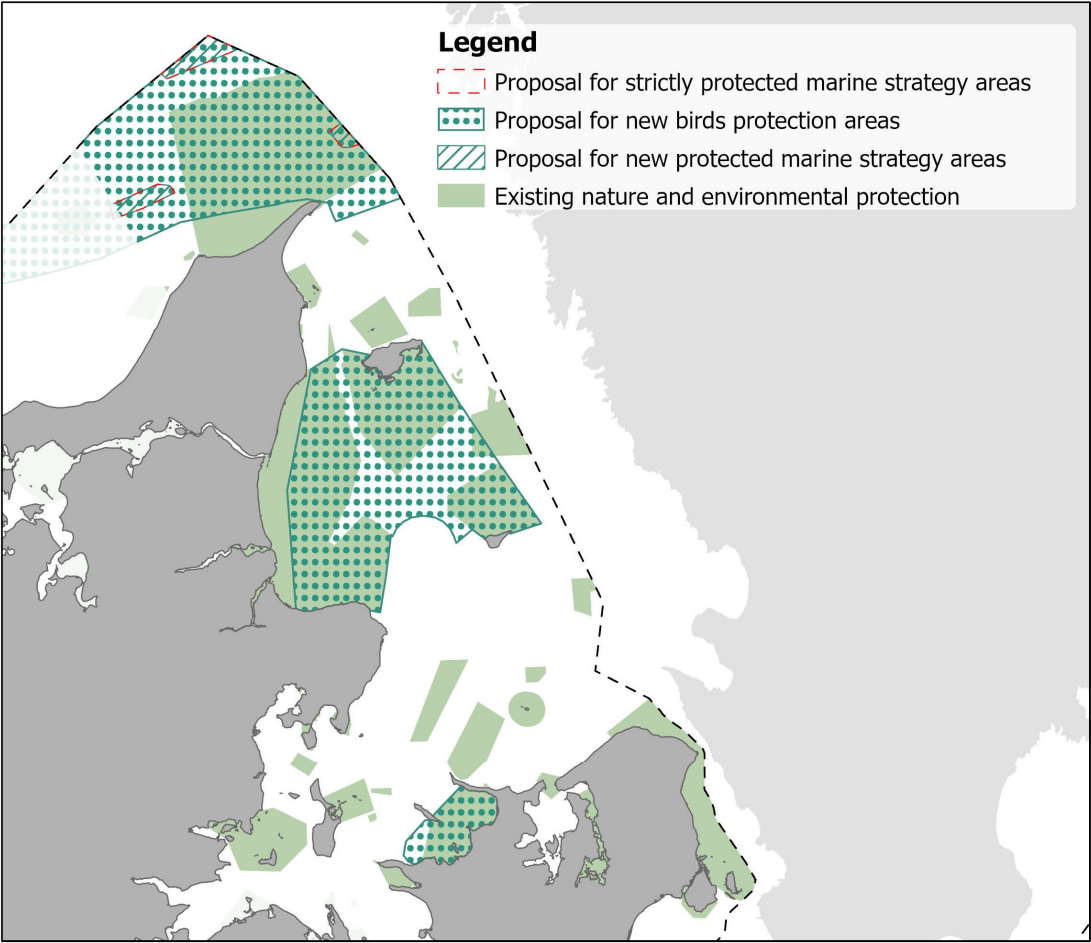 Legend
Proposal for strictly protected marine strategy areas
Proposal for new birds protection areas
Proposal for new protected marine strategy areas
Existing nature and environmental protection